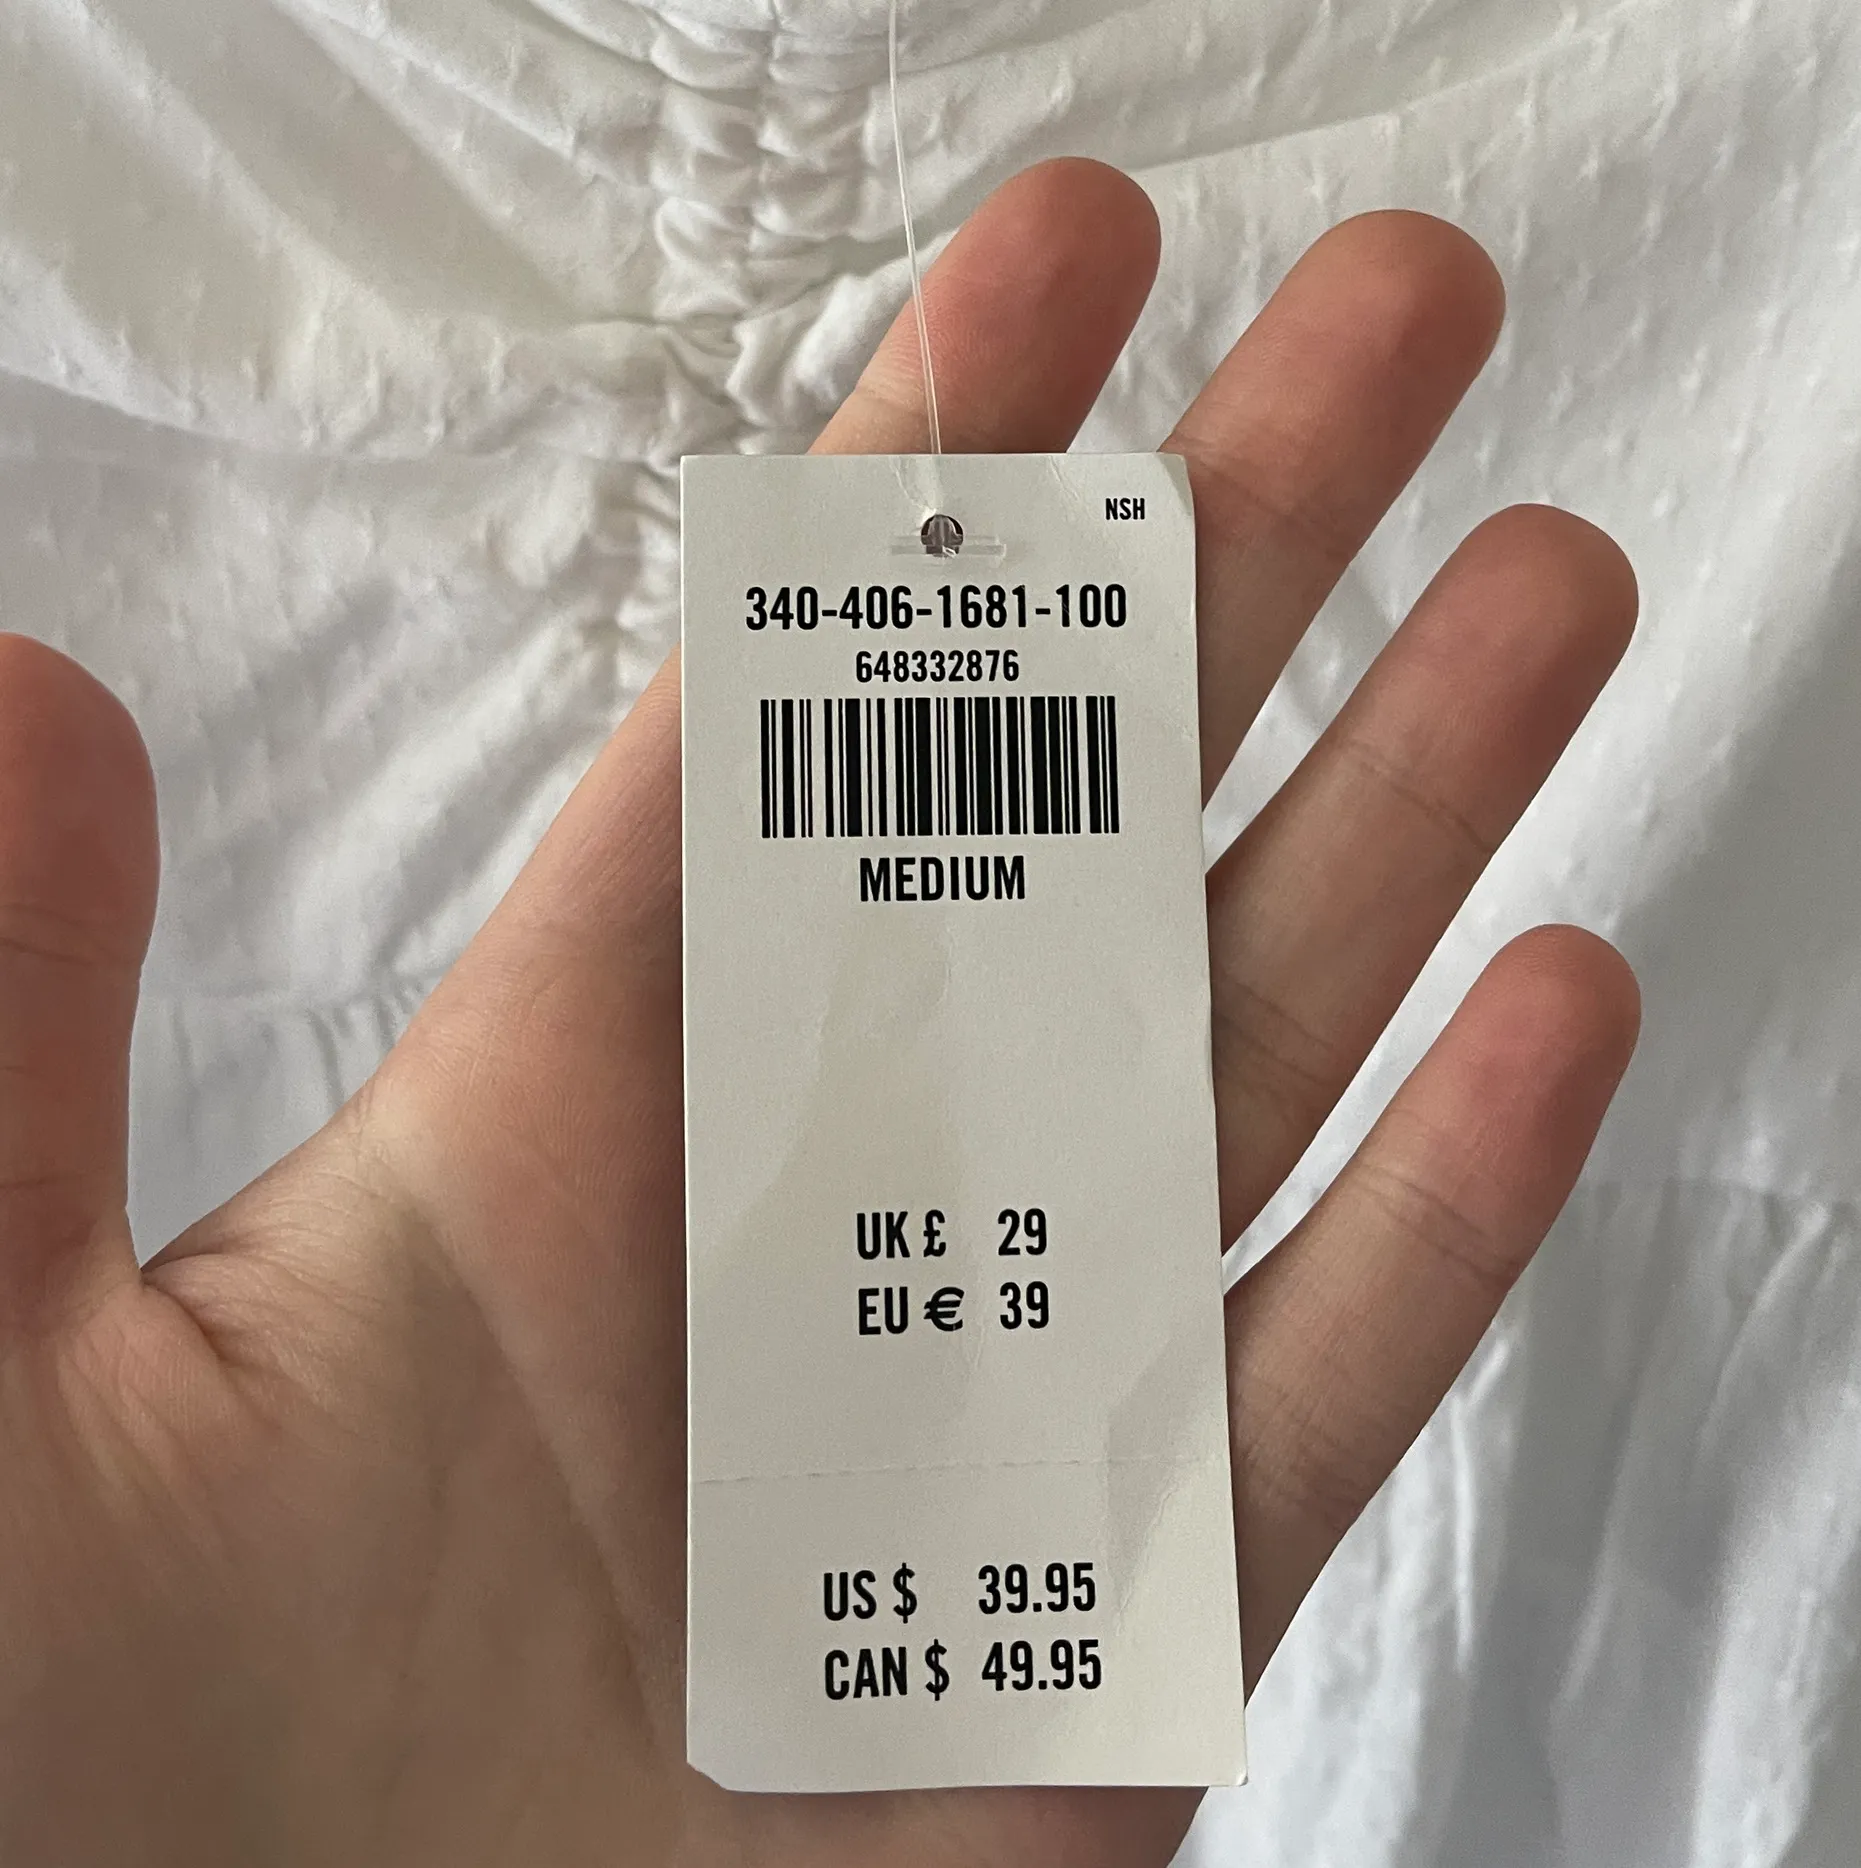 NSH
340-406-1681-100
648332876
MEDIUM
UK £ 29
EU € 39
US $ 39.95
CAN $ 49.95